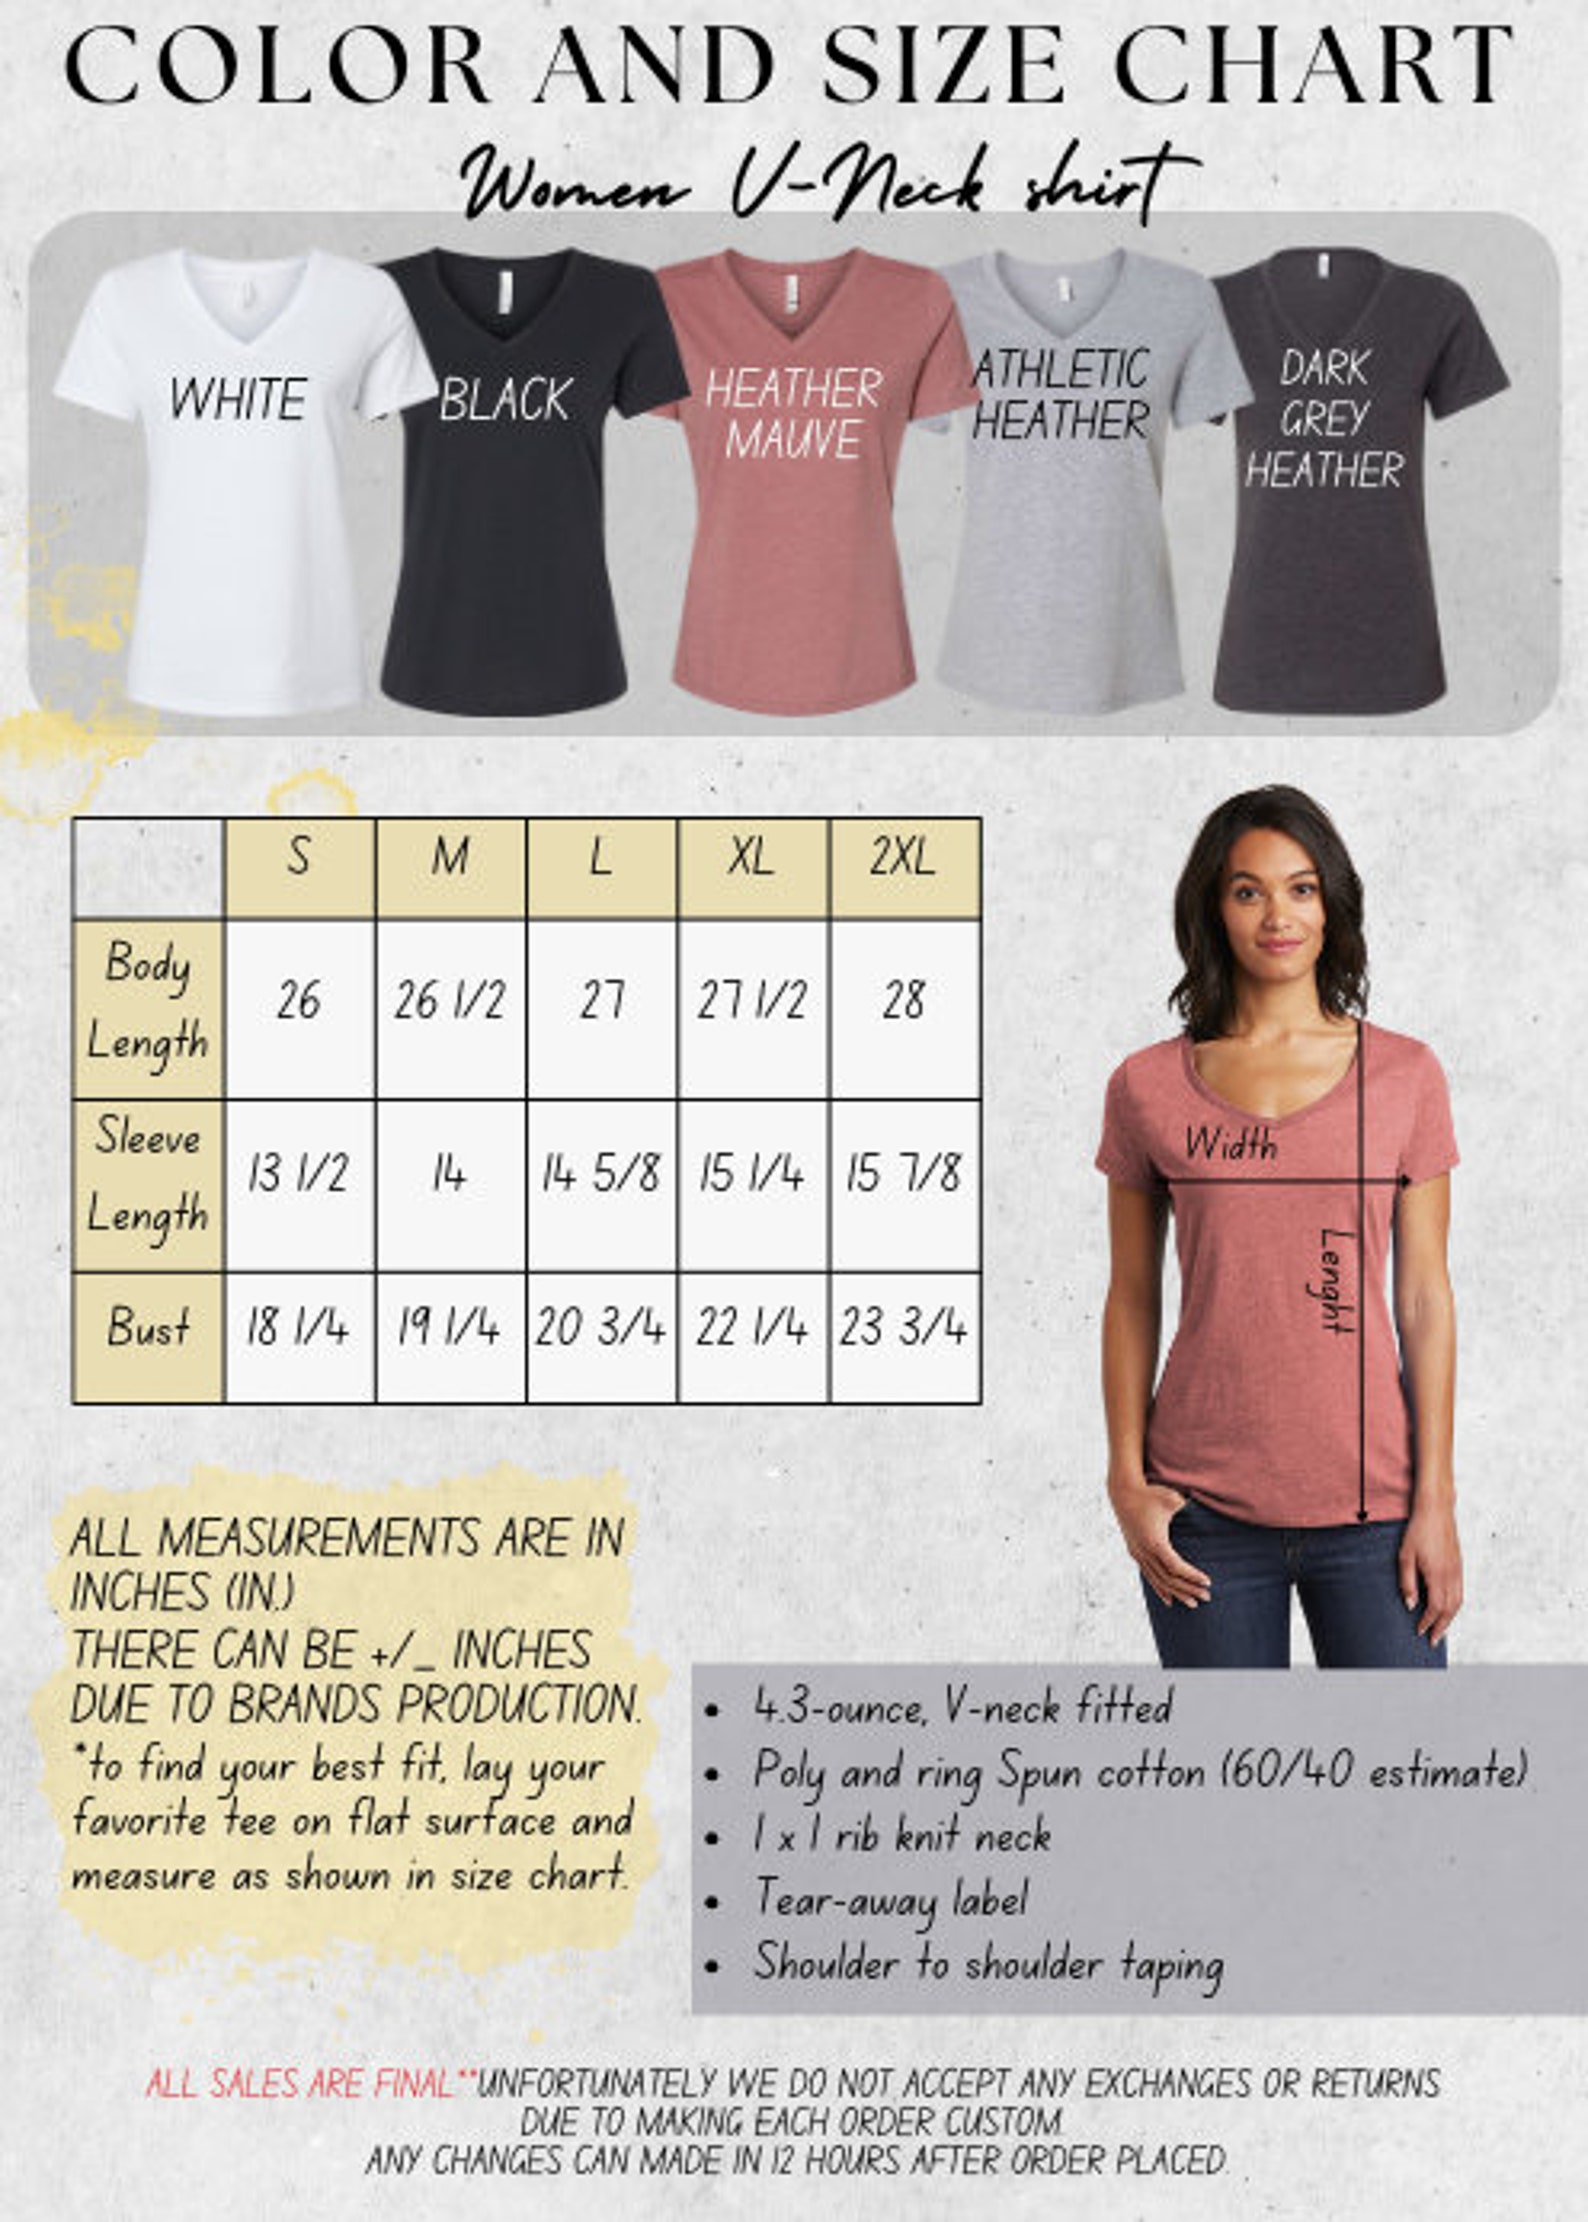 COLOR AND SIZE CHART
Women V-Neck shirt
WHITE
BLACK
HEATHER
MAUVE
ATHLETIC
HEATHER
DARK
GREY
HEATHER
S M L XL 2XL
Body
Length
26 26 1/2 27 27 1/2 28
Sleeve
Length
13 1/2 14 14 5/8 15 1/4 15 7/8
Bust 18 1/4 19 1/4 20 3/4 22 1/4 23 3/4
Width
Lenght
ALL MEASUREMENTS ARE IN
INCHES (IN.)
THERE CAN BE +/_ INCHES
DUE TO BRANDS PRODUCTION.
*to find your best fit, lay your
favorite tee on flat surface and
measure as shown in size chart.
• 4.3-ounce, V-neck fitted
• Poly and ring Spun cotton (60/40 estimate)
• 1 x 1 rib knit neck
• Tear-away label
• Shoulder to shoulder taping
ALL SALES ARE FINAL**UNFORTUNATELY WE DO NOT ACCEPT ANY EXCHANGES OR RETURNS
DUE TO MAKING EACH ORDER CUSTOM.
ANY CHANGES CAN MADE IN 12 HOURS AFTER ORDER PLACED.